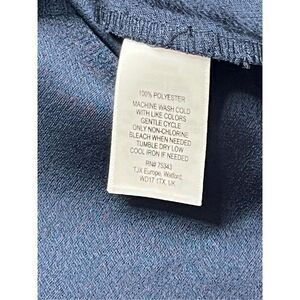 100% POLYESTER
MACHINE WASH COLD
WITH LIKE COLORS
GENTLE CYCLE
ONLY NON-CHLORINE
BLEACH WHEN NEEDED
TUMBLE DRY LOW
COOL IRON IF NEEDED
RN# 75343
TJX Europe, Watford,
WD17 1TX, UK